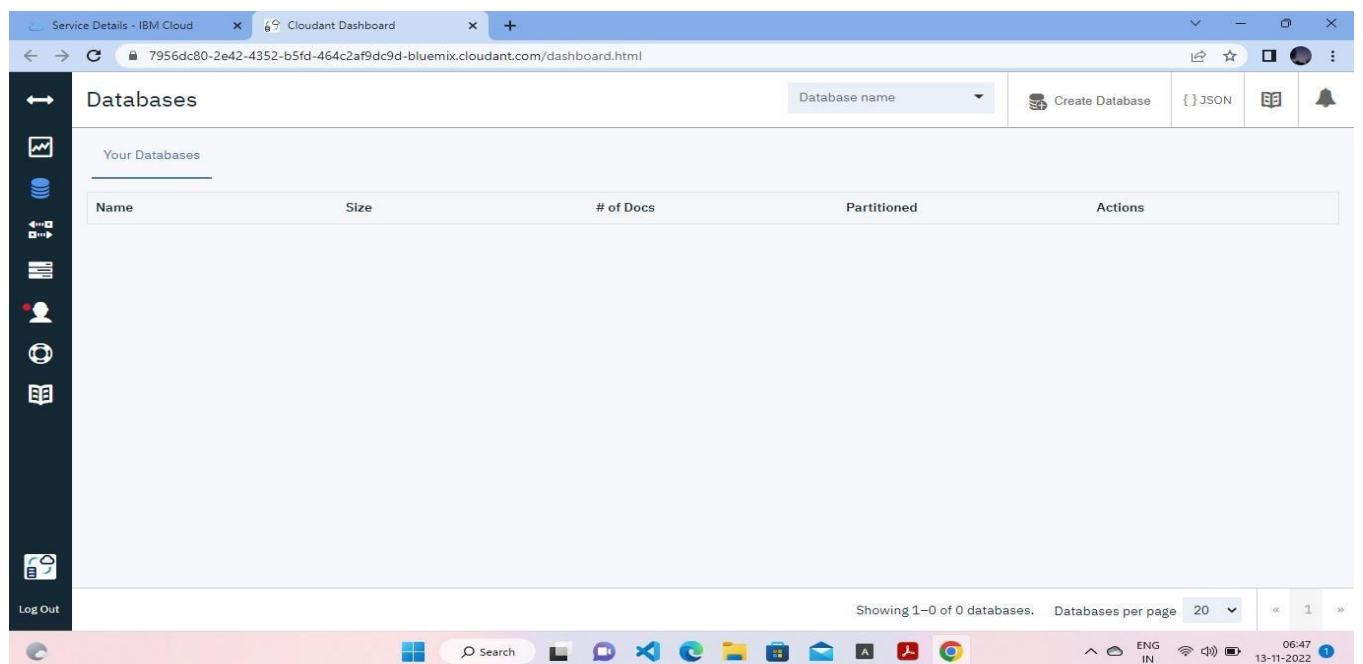 Service Details - IBM Cloud
Cloudant Dashboard
7956dc80-2e42-4352-b5fd-464c2af9dc9d-bluemix.cloudant.com/dashboard.html
Databases
Database name
Create Database
{ } JSON
Your Databases
Name Size # of Docs Partitioned Actions
Log Out
Showing 1–0 of 0 databases. Databases per page 20 « 1 »
Search
A
ENG
IN
06:47
13-11-2022
1